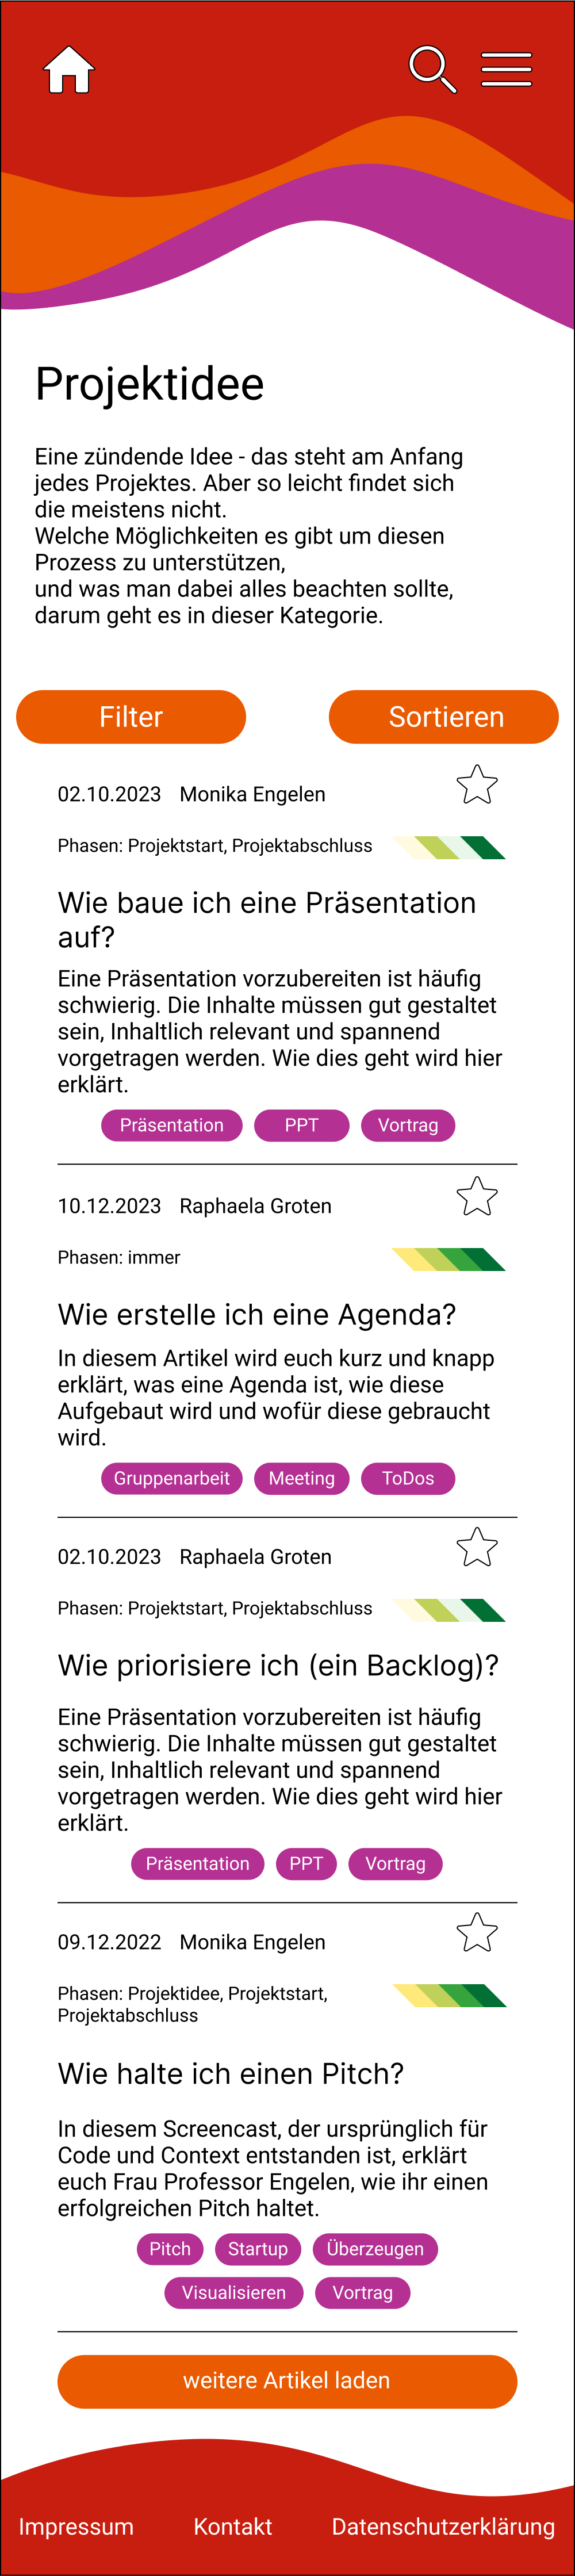 Projektidee
Eine zündende Idee - das steht am Anfang
jedes Projektes. Aber so leicht findet sich
die meistens nicht.
Welche Möglichkeiten es gibt um diesen
Prozess zu unterstützen,
und was man dabei alles beachten sollte,
darum geht es in dieser Kategorie.
Filter Sortieren
02.10.2023 Monika Engelen
Phasen: Projektstart, Projektabschluss
Wie baue ich eine Präsentation
auf?
Eine Präsentation vorzubereiten ist häufig
schwierig. Die Inhalte müssen gut gestaltet
sein, Inhaltlich relevant und spannend
vorgetragen werden. Wie dies geht wird hier
erklärt.
Präsentation PPT Vortrag
10.12.2023 Raphaela Groten
Phasen: immer
Wie erstelle ich eine Agenda?
In diesem Artikel wird euch kurz und knapp
erklärt, was eine Agenda ist, wie diese
Aufgebaut wird und wofür diese gebraucht
wird.
Gruppenarbeit Meeting ToDos
02.10.2023 Raphaela Groten
Phasen: Projektstart, Projektabschluss
Wie priorisiere ich (ein Backlog)?
Eine Präsentation vorzubereiten ist häufig
schwierig. Die Inhalte müssen gut gestaltet
sein, Inhaltlich relevant und spannend
vorgetragen werden. Wie dies geht wird hier
erklärt.
Präsentation PPT Vortrag
09.12.2022 Monika Engelen
Phasen: Projektidee, Projektstart,
Projektabschluss
Wie halte ich einen Pitch?
In diesem Screencast, der ursprünglich für
Code und Context entstanden ist, erklärt
euch Frau Professor Engelen, wie ihr einen
erfolgreichen Pitch haltet.
Pitch Startup Überzeugen
Visualisieren Vortrag
weitere Artikel laden
Impressum Kontakt Datenschutzerklärung